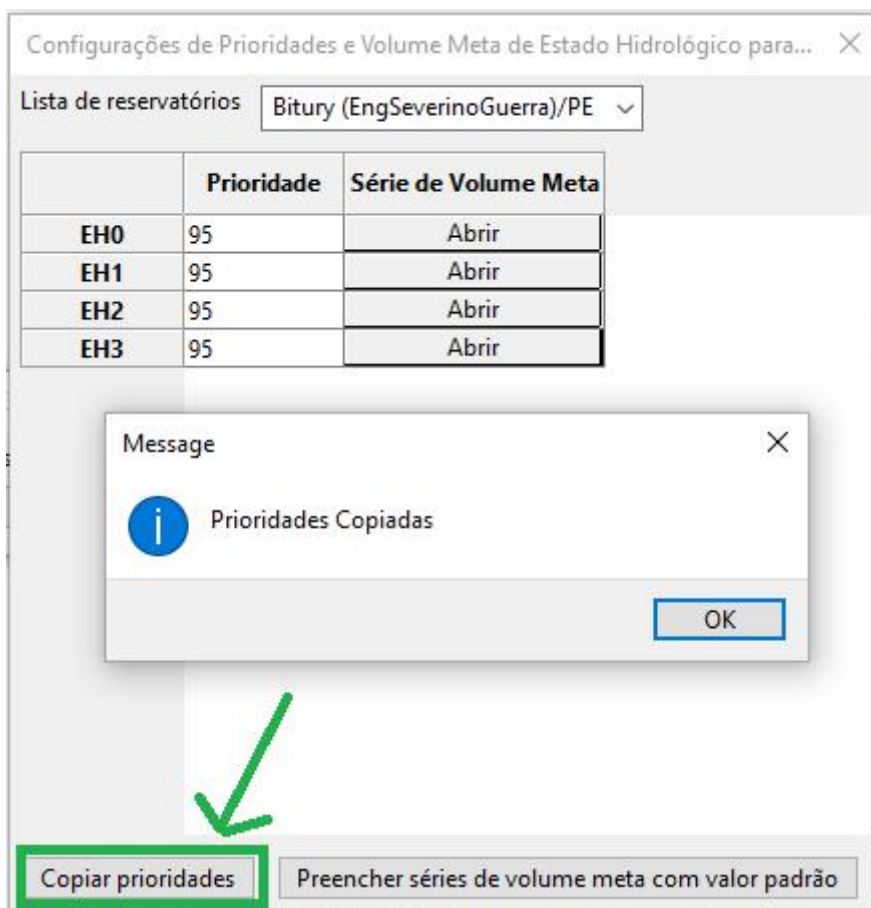 Configurações de Prioridades e Volume Meta de Estado Hidrológico para...
Lista de reservatórios Bitury (EngSeverinoGuerra)/PE
Prioridade Série de Volume Meta
EH0 95 Abrir
EH1 95 Abrir
EH2 95 Abrir
EH3 95 Abrir
Message
Prioridades Copiadas
OK
Copiar prioridades Preencher séries de volume meta com valor padrão